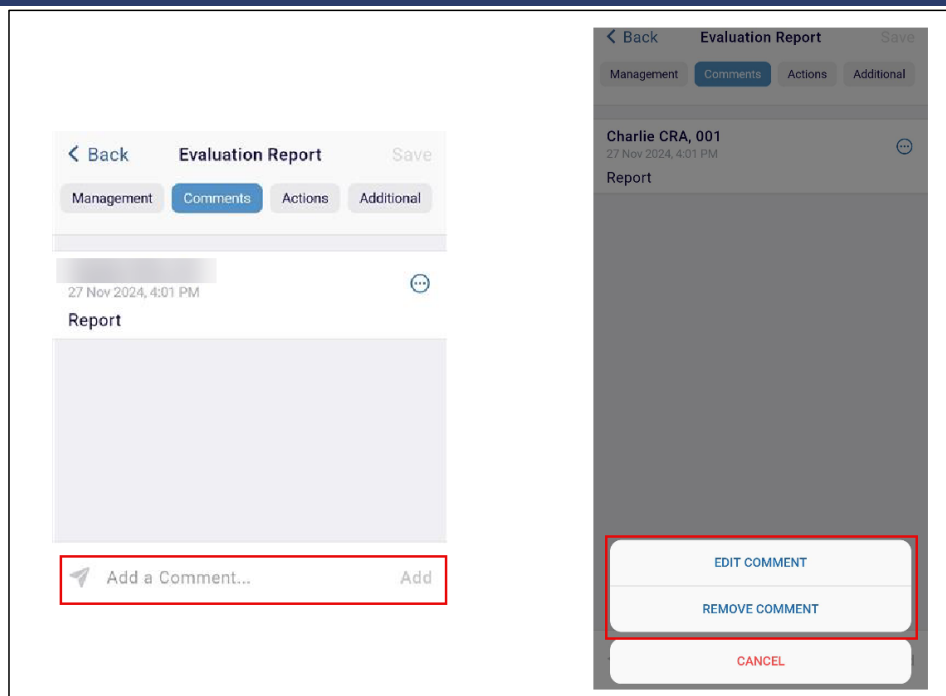 Back Evaluation Report Save
Management Comments Actions Additional
27 Nov 2024, 4:01 PM
Report
Add a Comment... Add
Back Evaluation Report Save
Management Comments Actions Additional
Charlie CRA, 001
27 Nov 2024, 4:01 PM
Report
EDIT COMMENT
REMOVE COMMENT
CANCEL